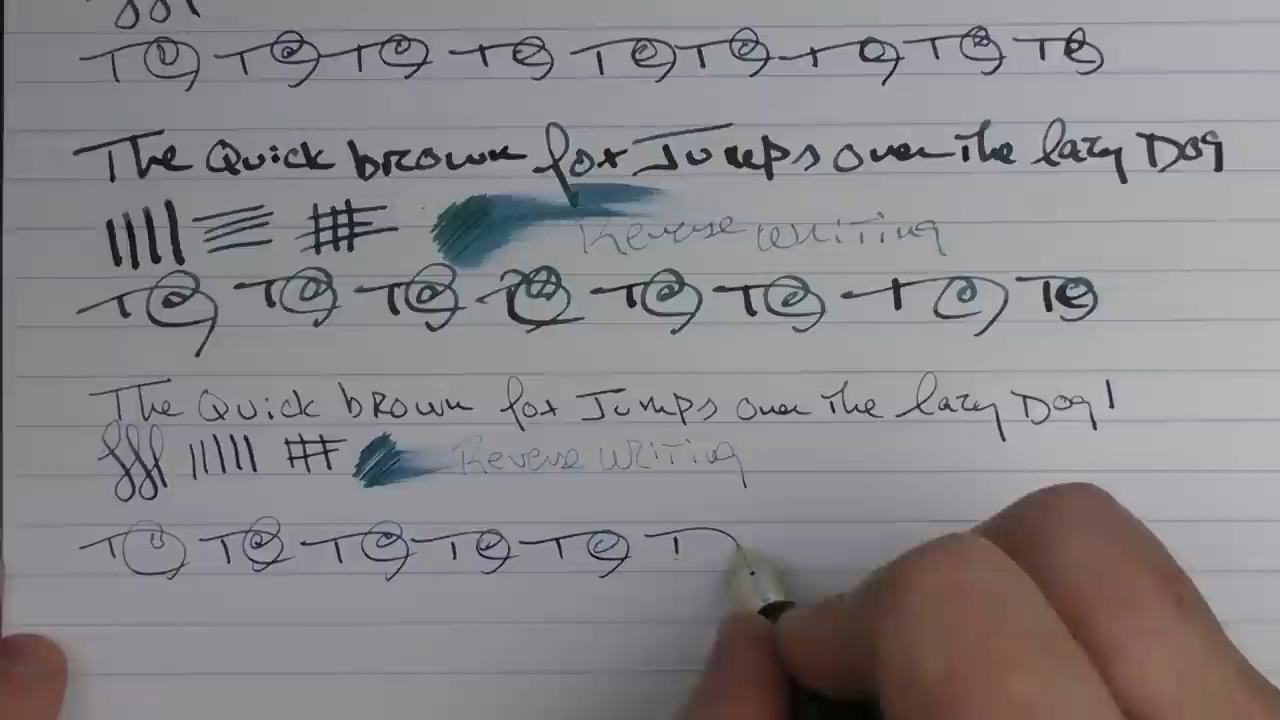 The Quick brown fox Jumps over The lazy Dog
Reverse writing
The Quick brown fox Jumps over The lazy Dog!
Reverse writing